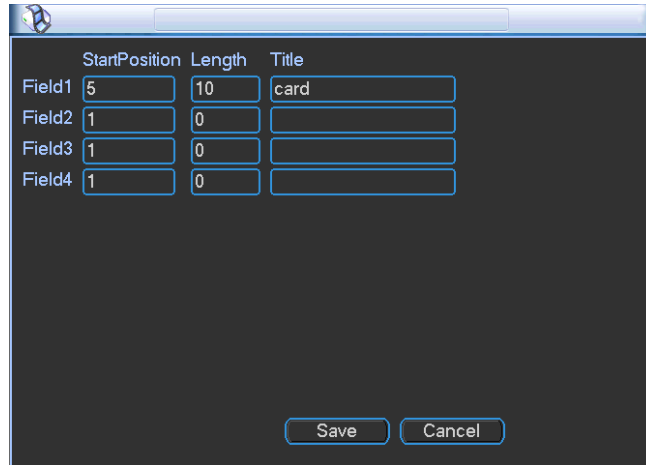 StartPosition Length Title
Field1 5 10 card
Field2 1 0
Field3 1 0
Field4 1 0
Save Cancel